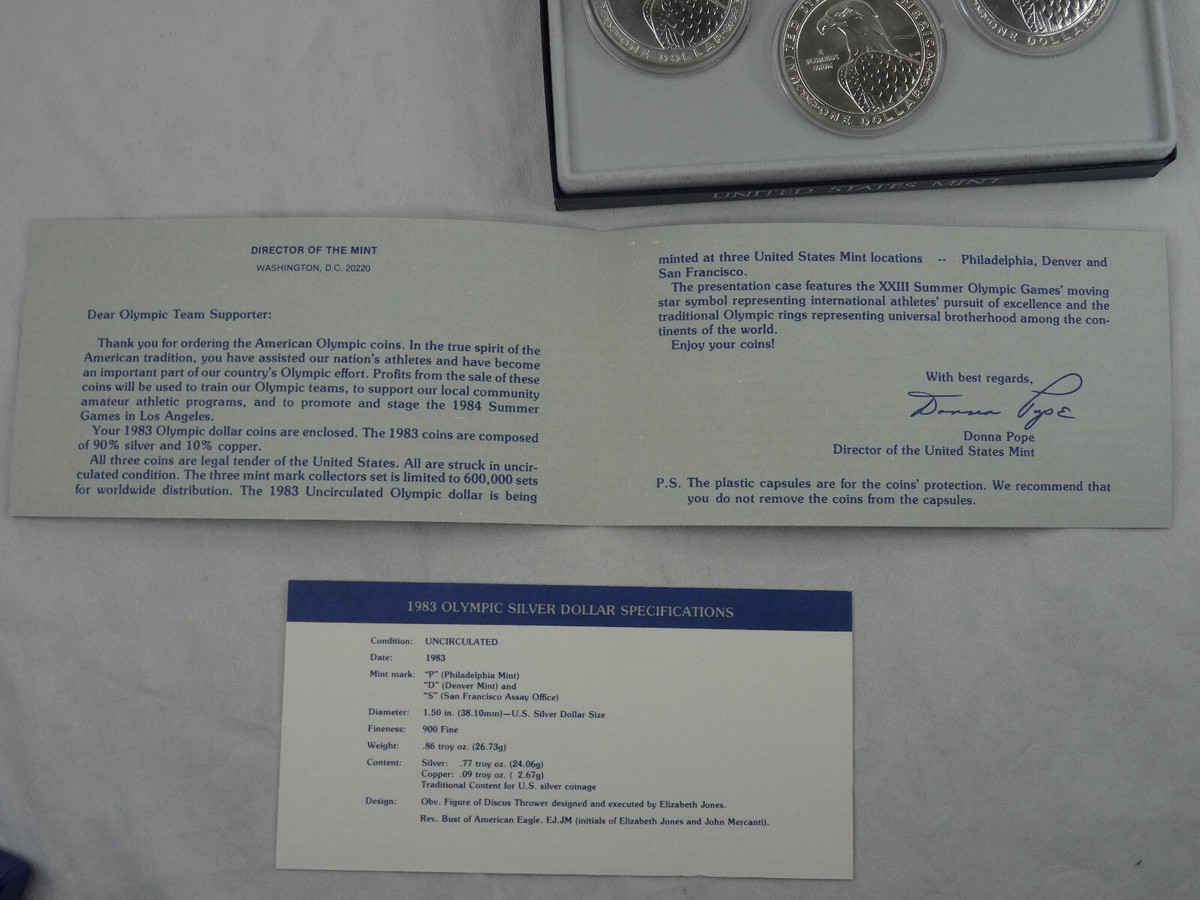 ONE DOLLAR
UNITED STATES AMERICA
E
PLURIBUS
UNUM
ONE DOLLAR
ONE DOLLAR
UNITED STATES MINT
DIRECTOR OF THE MINT
WASHINGTON, D.C. 20220
Dear Olympic Team Supporter:
Thank you for ordering the American Olympic coins. In the true spirit of the
American tradition, you have assisted our nation's athletes and have become
an important part of our country's Olympic effort. Profits from the sale of these
coins will be used to train our Olympic teams, to support our local community
amateur athletic programs, and to promote and stage the 1984 Summer
Games in Los Angeles.
Your 1983 Olympic dollar coins are enclosed. The 1983 coins are composed
of 90% silver and 10% copper.
All three coins are legal tender of the United States. All are struck in uncir-
culated condition. The three mint mark collectors set is limited to 600,000 sets
for worldwide distribution. The 1983 Uncirculated Olympic dollar is being
minted at three United States Mint locations -- Philadelphia, Denver and
San Francisco.
The presentation case features the XXIII Summer Olympic Games' moving
star symbol representing international athletes' pursuit of excellence and the
traditional Olympic rings representing universal brotherhood among the con-
tinents of the world.
Enjoy your coins!
With best regards,
Donna Pope
Donna Pope
Director of the United States Mint
P.S. The plastic capsules are for the coins' protection. We recommend that
you do not remove the coins from the capsules.
1983 OLYMPIC SILVER DOLLAR SPECIFICATIONS
Condition: UNCIRCULATED
Date: 1983
Mint mark: "P" (Philadelphia Mint)
"D" (Denver Mint) and
"S" (San Francisco Assay Office)
Diameter: 1.50 in. (38.10mm)—U.S. Silver Dollar Size
Fineness: 900 Fine
Weight: .86 troy oz. (26.73g)
Content: Silver: .77 troy oz. (24.06g)
Copper: .09 troy oz. ( 2.67g)
Traditional Content for U.S. silver coinage
Design: Obv. Figure of Discus Thrower designed and executed by Elizabeth Jones.
Rev. Bust of American Eagle. EJ.JM (initials of Elizabeth Jones and John Mercanti).